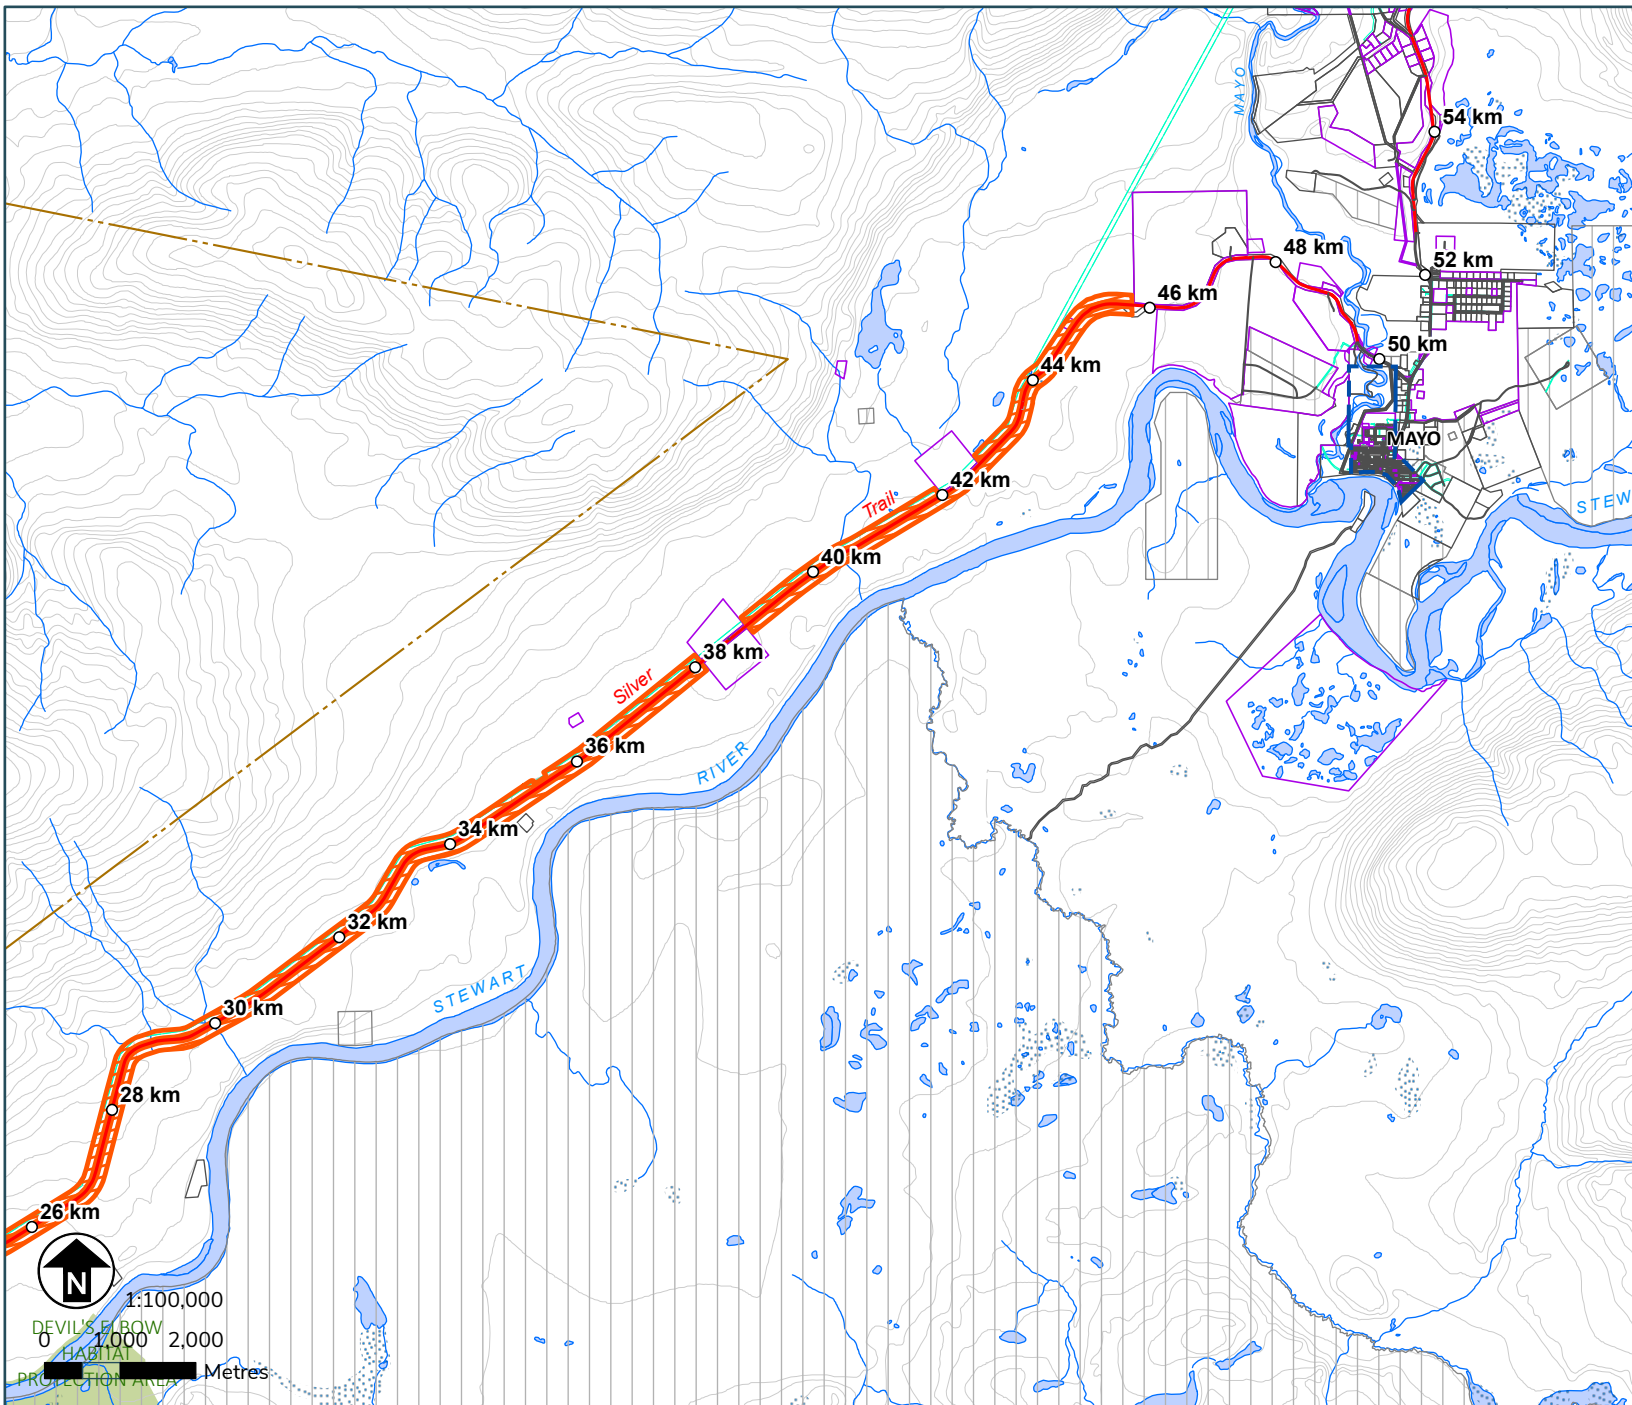 MAYO
54 km
48 km
52 km
46 km
50 km
44 km
MAYO
42 km
STEW
Trail
40 km
38 km
Silver
36 km
RIVER
34 km
32 km
STEWART
30 km
28 km
26 km
N
1:100,000
DEVIL'S ELBOW
0 1,000 2,000
HABITAT
Metres
PROTECTION AREA